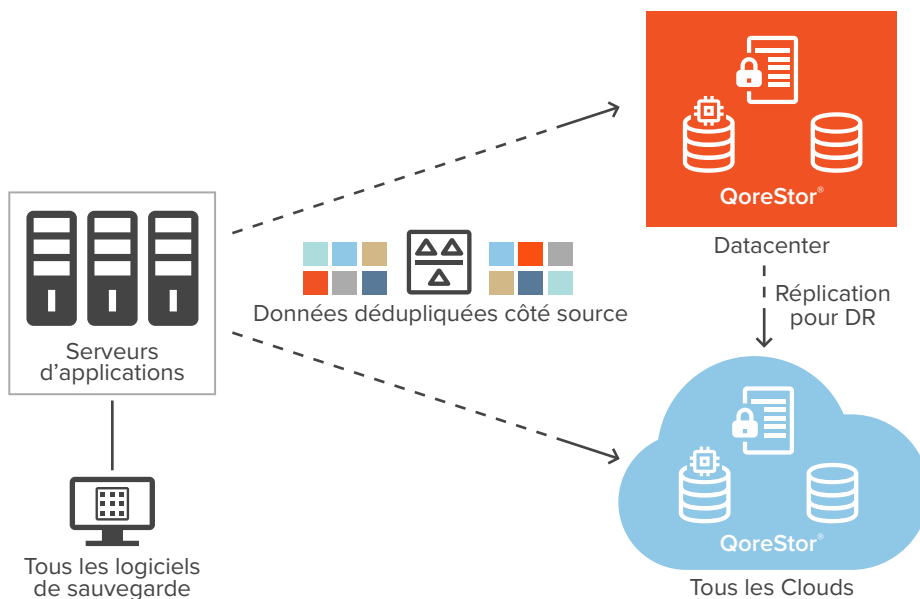 QoreStor®
Datacenter
Réplication
pour DR
Données dédupliquées côté source
Serveurs
d’applications
Tous les logiciels
de sauvegarde
QoreStor®
Tous les Clouds